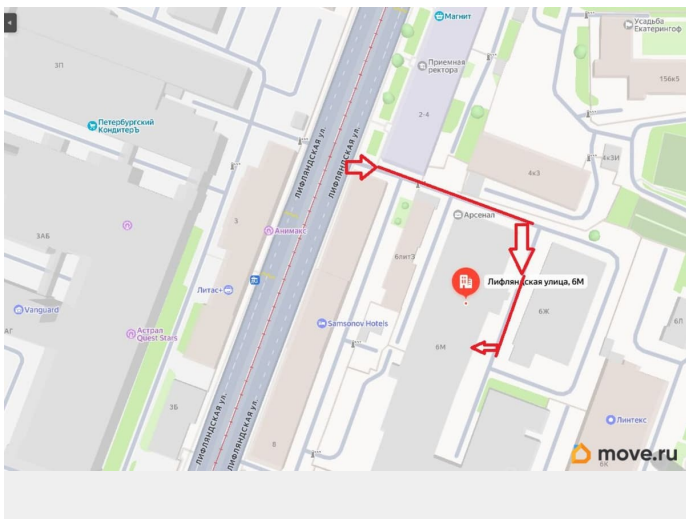 Магнит
Усадьба
Екатерингоф
3П
Приемная
ректора
156к5
2-4
Петербургский
КондитерЪ
ЛИФЛЯНДСКАЯ УЛ.
ЛИФЛЯНДСКАЯ УЛ.
4к3И
4к3
3
Арсенал
3АБ
Анимакс
6литЗ
Литас+
Лифляндская улица, 6М
Vanguard
6Ж
6Л
Samsonov Hotels
АГ
Астрал
Quest Stars
6М
3Б
ЛИФЛЯНДСКАЯ УЛ.
ЛИФЛЯНДСКАЯ УЛ.
Линтекс
8
move.ru
6К